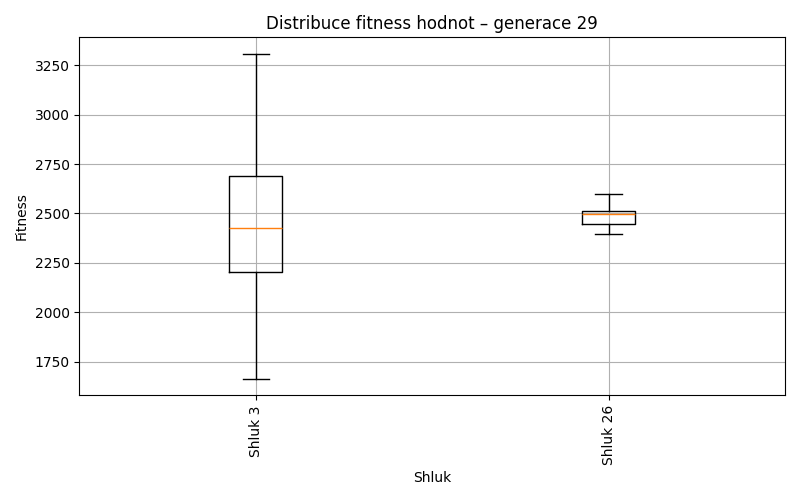 Distribuce fitness hodnot – generace 29
Fitness
3250
3000
2750
2500
2250
2000
1750
Shluk 3
Shluk 26
Shluk